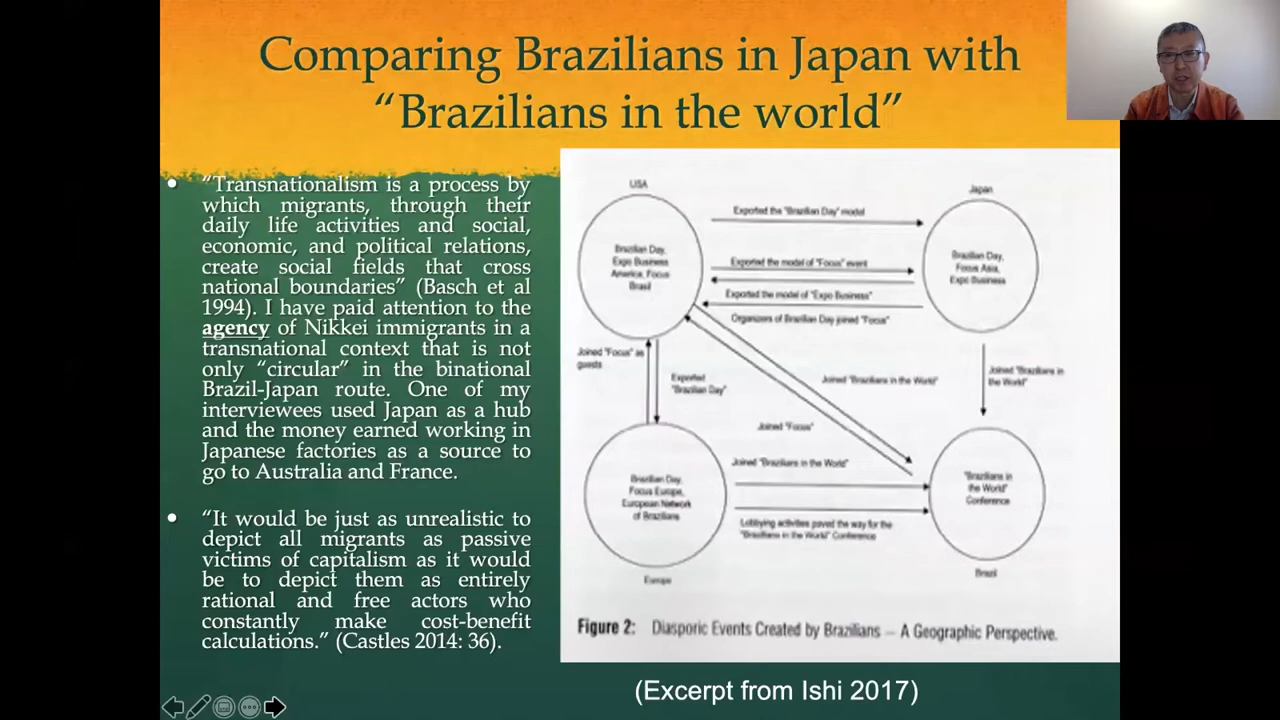 Comparing Brazilians in Japan with
“Brazilians in the world”
• “Transnationalism is a process by
which migrants, through their
daily life activities and social,
economic, and political relations,
create social fields that cross
national boundaries” (Basch et al
1994). I have paid attention to the
agency of Nikkei immigrants in a
transnational context that is not
only “circular” in the binational
Brazil-Japan route. One of my
interviewees used Japan as a hub
and the money earned working in
Japanese factories as a source to
go to Australia and France.
• “It would be just as unrealistic to
depict all migrants as passive
victims of capitalism as it would
be to depict them as entirely
rational and free actors who
constantly make cost-benefit
calculations.” (Castles 2014: 36).
USA
Brazilian Day,
Expo Business
America, Focus
Brasil
Exported the "Brazilian Day" model
Exported the model of "Focus" event
Exported the model of "Expo Business"
Organizers of Brazilian Day joined "Focus"
Japan
Brazilian Day,
Focus Asia,
Expo Business
Joined "Focus" as
guests
Exported
"Brazilian Day"
Joined "Brazilians in the World"
Joined "Focus"
Joined "Brazilians in
the World"
Brazilian Day,
Focus Europe,
European Network
of Brazilians
Europe
Joined "Brazilians in the World"
Lobbying activities paved the way for the
"Brazilians in the World" Conference
"Brazilians in
the World"
Conference
Brazil
Figure 2: Diasporic Events Created by Brazilians — A Geographic Perspective.
(Excerpt from Ishi 2017)